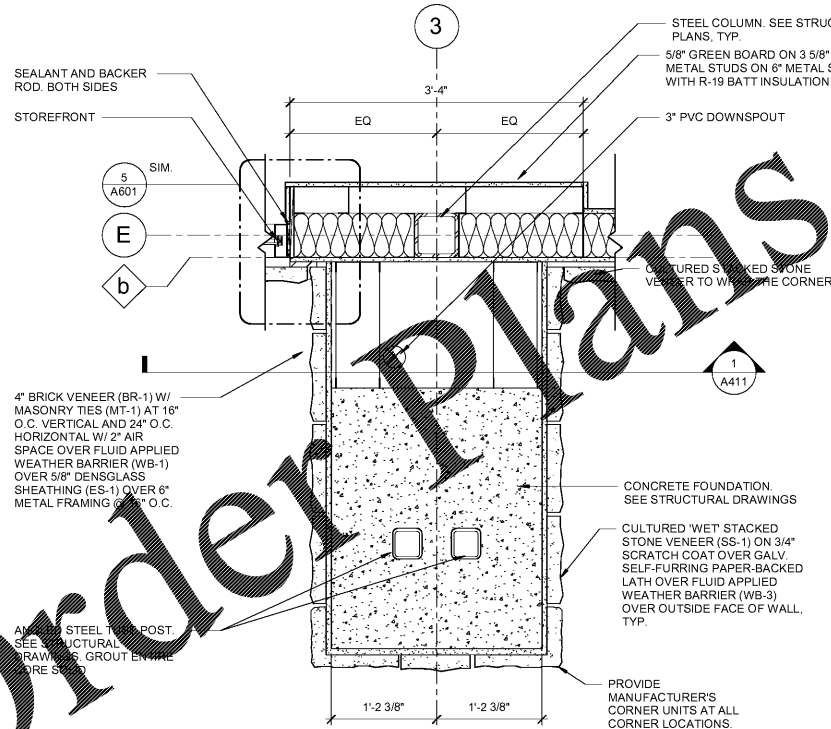 3
STEEL COLUMN. SEE STRUC
PLANS, TYP.
5/8" GREEN BOARD ON 3 5/8"
METAL STUDS ON 6" METAL S
WITH R-19 BATT INSULATION
3" PVC DOWNSPOUT
SEALANT AND BACKER
ROD. BOTH SIDES
STOREFRONT
3'-4"
EQ
EQ
5
A601
SIM.
E
b
CULTURED STACKED STONE
VENEER TO WRAP THE CORNER
1
A411
4" BRICK VENEER (BR-1) W/
MASONRY TIES (MT-1) AT 16"
O.C. VERTICAL AND 24" O.C.
HORIZONTAL W/ 2" AIR
SPACE OVER FLUID APPLIED
WEATHER BARRIER (WB-1)
OVER 5/8" DENSGLASS
SHEATHING (ES-1) OVER 6"
METAL FRAMING @ 16" O.C.
CONCRETE FOUNDATION.
SEE STRUCTURAL DRAWINGS
CULTURED 'WET' STACKED
STONE VENEER (SS-1) ON 3/4"
SCRATCH COAT OVER GALV.
SELF-FURRING PAPER-BACKED
LATH OVER FLUID APPLIED
WEATHER BARRIER (WB-3)
OVER OUTSIDE FACE OF WALL,
TYP.
ANGLED STEEL TUBE POST.
SEE STRUCTURAL
DRAWINGS. GROUT ENTIRE
CORE SOLID
PROVIDE
MANUFACTURER'S
CORNER UNITS AT ALL
CORNER LOCATIONS.
1'-2 3/8"
1'-2 3/8"
order Plans